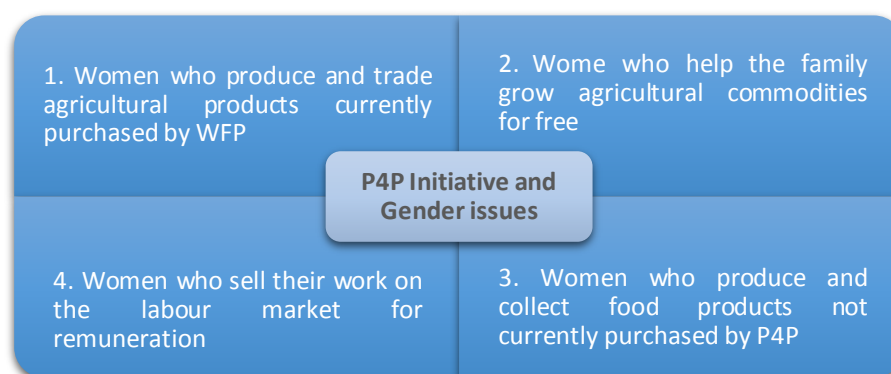 1. Women who produce and trade
agricultural products currently
purchased by WFP
2. Wome who help the family
grow agricultural commodities
for free
P4P Initiative and
Gender issues
4. Women who sell their work on
the labour market for
remuneration
3. Women who produce and
collect food products not
currently purchased by P4P